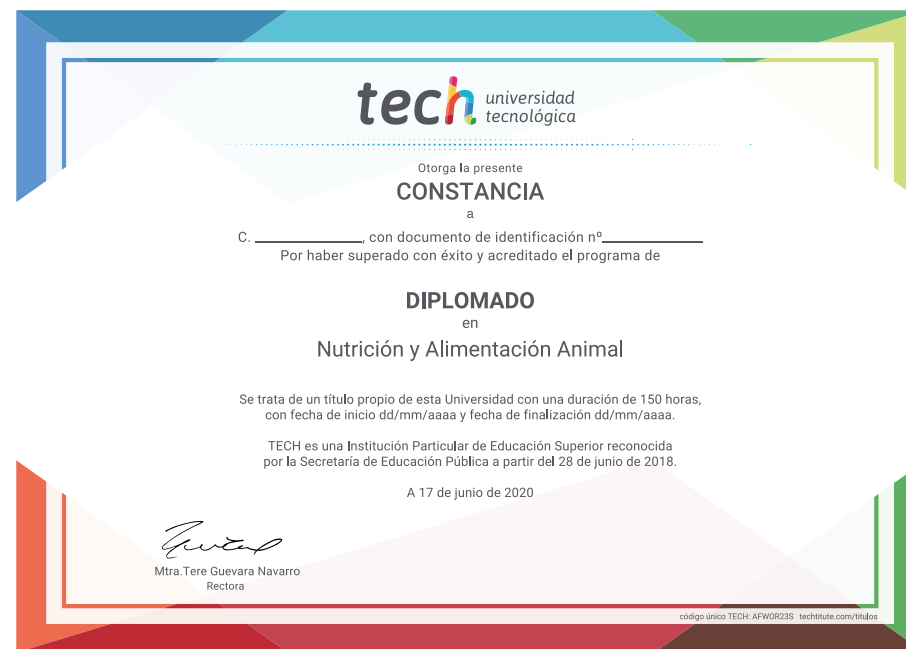 tech universidad
tecnológica
Otorga la presente
CONSTANCIA
a
C. ______________, con documento de identificación nº_____________
Por haber superado con éxito y acreditado el programa de
DIPLOMADO
en
Nutrición y Alimentación Animal
Se trata de un título propio de esta Universidad con una duración de 150 horas,
con fecha de inicio dd/mm/aaaa y fecha de finalización dd/mm/aaaa.
TECH es una Institución Particular de Educación Superior reconocida
por la Secretaría de Educación Pública a partir del 28 de junio de 2018.
A 17 de junio de 2020
Mtra.Tere Guevara Navarro
Rectora
código único TECH: AFWOR23S techtitute.com/titulos